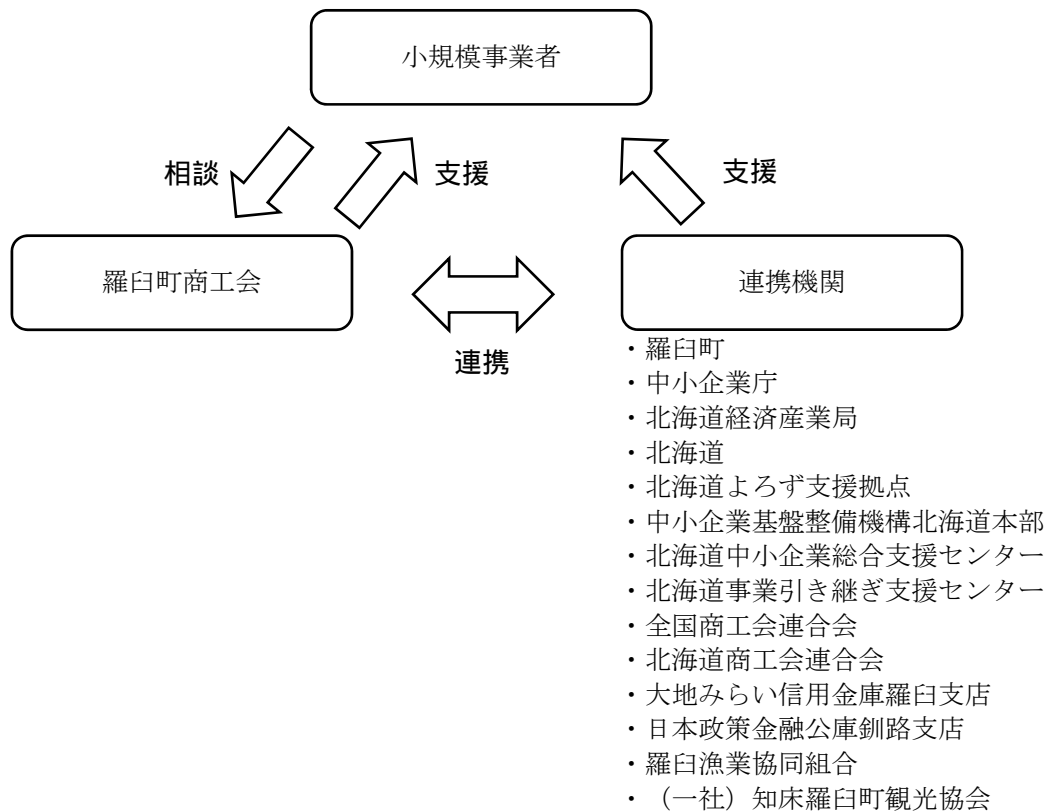 小規模事業者
相談
支援
支援
羅臼町商工会
連携機関
連携
・羅臼町
・中小企業庁
・北海道経済産業局
・北海道
・北海道よろず支援拠点
・中小企業基盤整備機構北海道本部
・北海道中小企業総合支援センター
・北海道事業引き継ぎ支援センター
・全国商工会連合会
・北海道商工会連合会
・大地みらい信用金庫羅臼支店
・日本政策金融公庫釧路支店
・羅臼漁業協同組合
・（一社）知床羅臼町観光協会